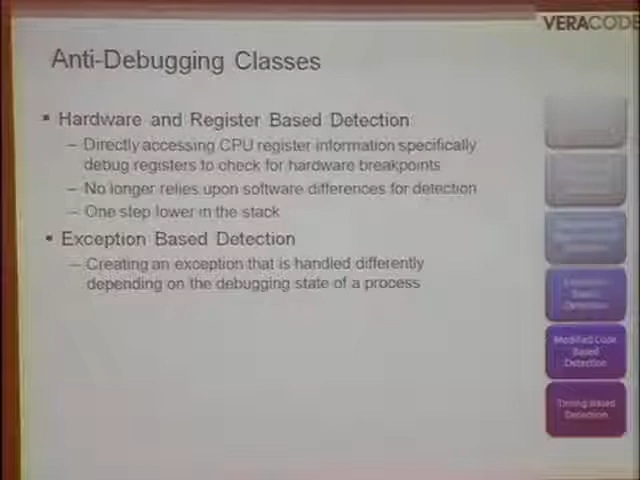 VERACODE
Anti-Debugging Classes
▪ Hardware and Register Based Detection
– Directly accessing CPU register information specifically
debug registers to check for hardware breakpoints
– No longer relies upon software differences for detection
– One step lower in the stack
▪ Exception Based Detection
– Creating an exception that is handled differently
depending on the debugging state of a process
Based
Detection
Modified Code
Based
Detection
Timing Based
Detection